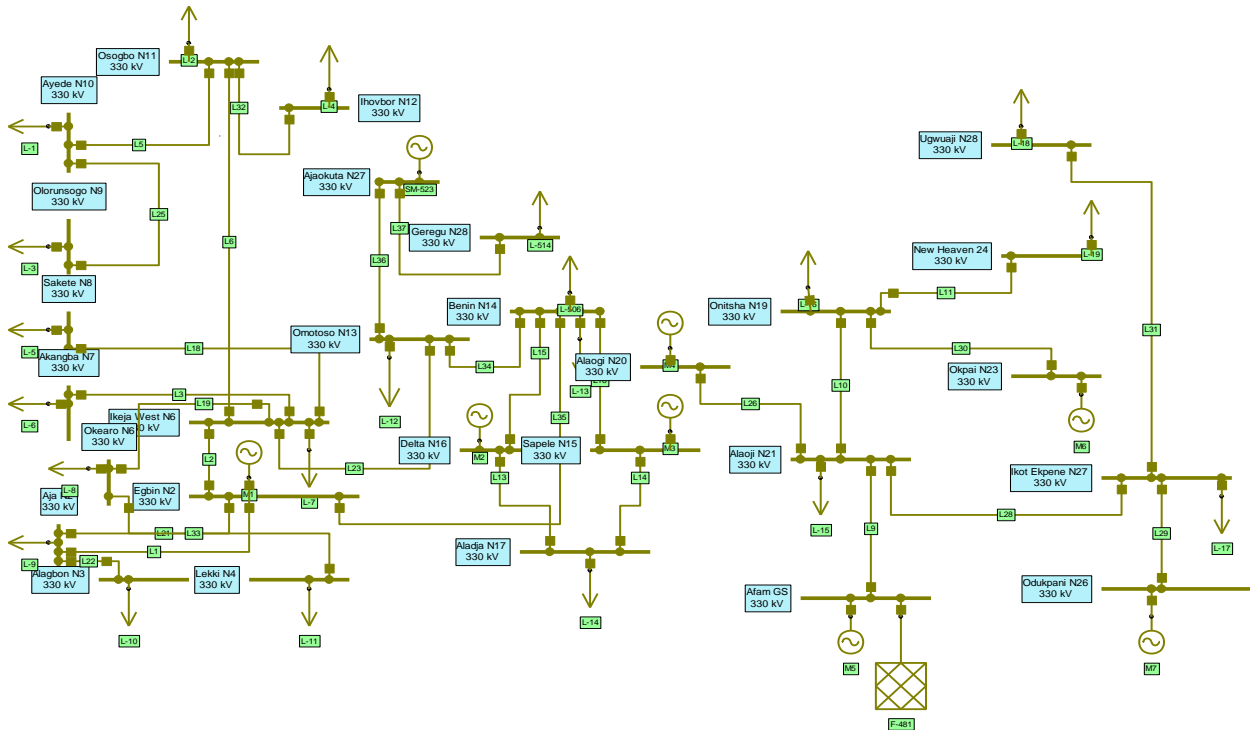 Osogbo N11
330 kV
L-2
Ayede N10
330 kV
L32
L-4
Ihovbor N12
330 kV
L-1
L5
Olorunsogo N9
330 kV
L25
L-3
Sakete N8
330 kV
L6
L-5
Akangba N7
330 kV
L18
L-6
L3
L19
Ikeja West N6
Okearo N6
330 kV
L2
L23
L-8
Aja N2
330 kV
Egbin N2
330 kV
M1
L-7
L21
L33
L1
L-9
L22
Alagbon N3
330 kV
Lekki N4
330 kV
L-10
L-11
Ajaokuta N27
330 kV
SM-523
L37
Geregu N28
330 kV
L-514
L36
Benin N14
330 kV
L-506
Omotoso N13
330 kV
L34
L15
L-13
Alaogi N20
330 kV
L-12
L35
L26
Delta N16
330 kV
M2
Sapele N15
330 kV
M3
L13
L14
Aladja N17
330 kV
L-14
Ugwuaji N28
330 kV
L-18
New Heaven 24
330 kV
L-19
Onitsha N19
330 kV
L11
L30
L31
L10
Okpai N23
330 kV
M6
Alaoji N21
330 kV
Ikot Ekpene N27
330 kV
L-15
L9
L28
L29
L-17
Afam GS
330 kV
Odukpani N26
330 kV
M5
M7
F-481